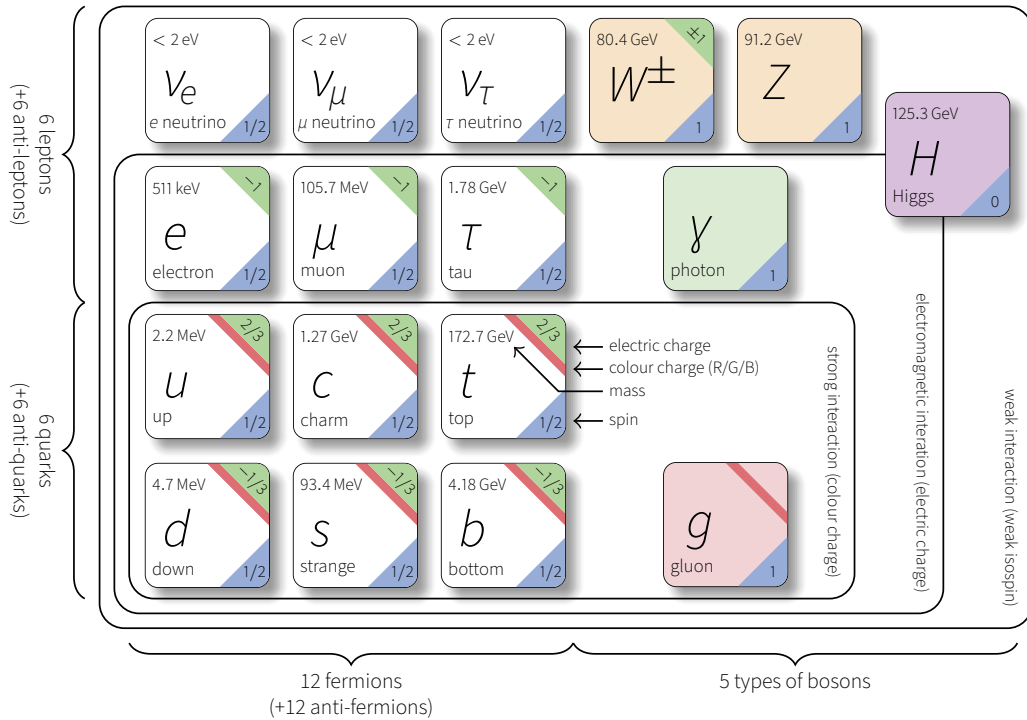 6 leptons
(+6 anti-leptons)
6 quarks
(+6 anti-quarks)
< 2 eV
νe
e neutrino
1/2
< 2 eV
νμ
μ neutrino
1/2
< 2 eV
ντ
τ neutrino
1/2
80.4 GeV
±1
W±
1
91.2 GeV
Z
1
125.3 GeV
H
Higgs
0
511 keV
−1
e
electron
1/2
105.7 MeV
−1
μ
muon
1/2
1.78 GeV
−1
τ
tau
1/2
γ
photon
1
2.2 MeV
2/3
u
up
1/2
1.27 GeV
2/3
c
charm
1/2
172.7 GeV
2/3
t
top
1/2
electric charge
colour charge (R/G/B)
mass
spin
4.7 MeV
−1/3
d
down
1/2
93.4 MeV
−1/3
s
strange
1/2
4.18 GeV
−1/3
b
bottom
1/2
g
gluon
1
strong interaction (colour charge)
electromagnetic interation (electric charge)
weak interaction (weak isospin)
12 fermions
(+12 anti-fermions)
5 types of bosons